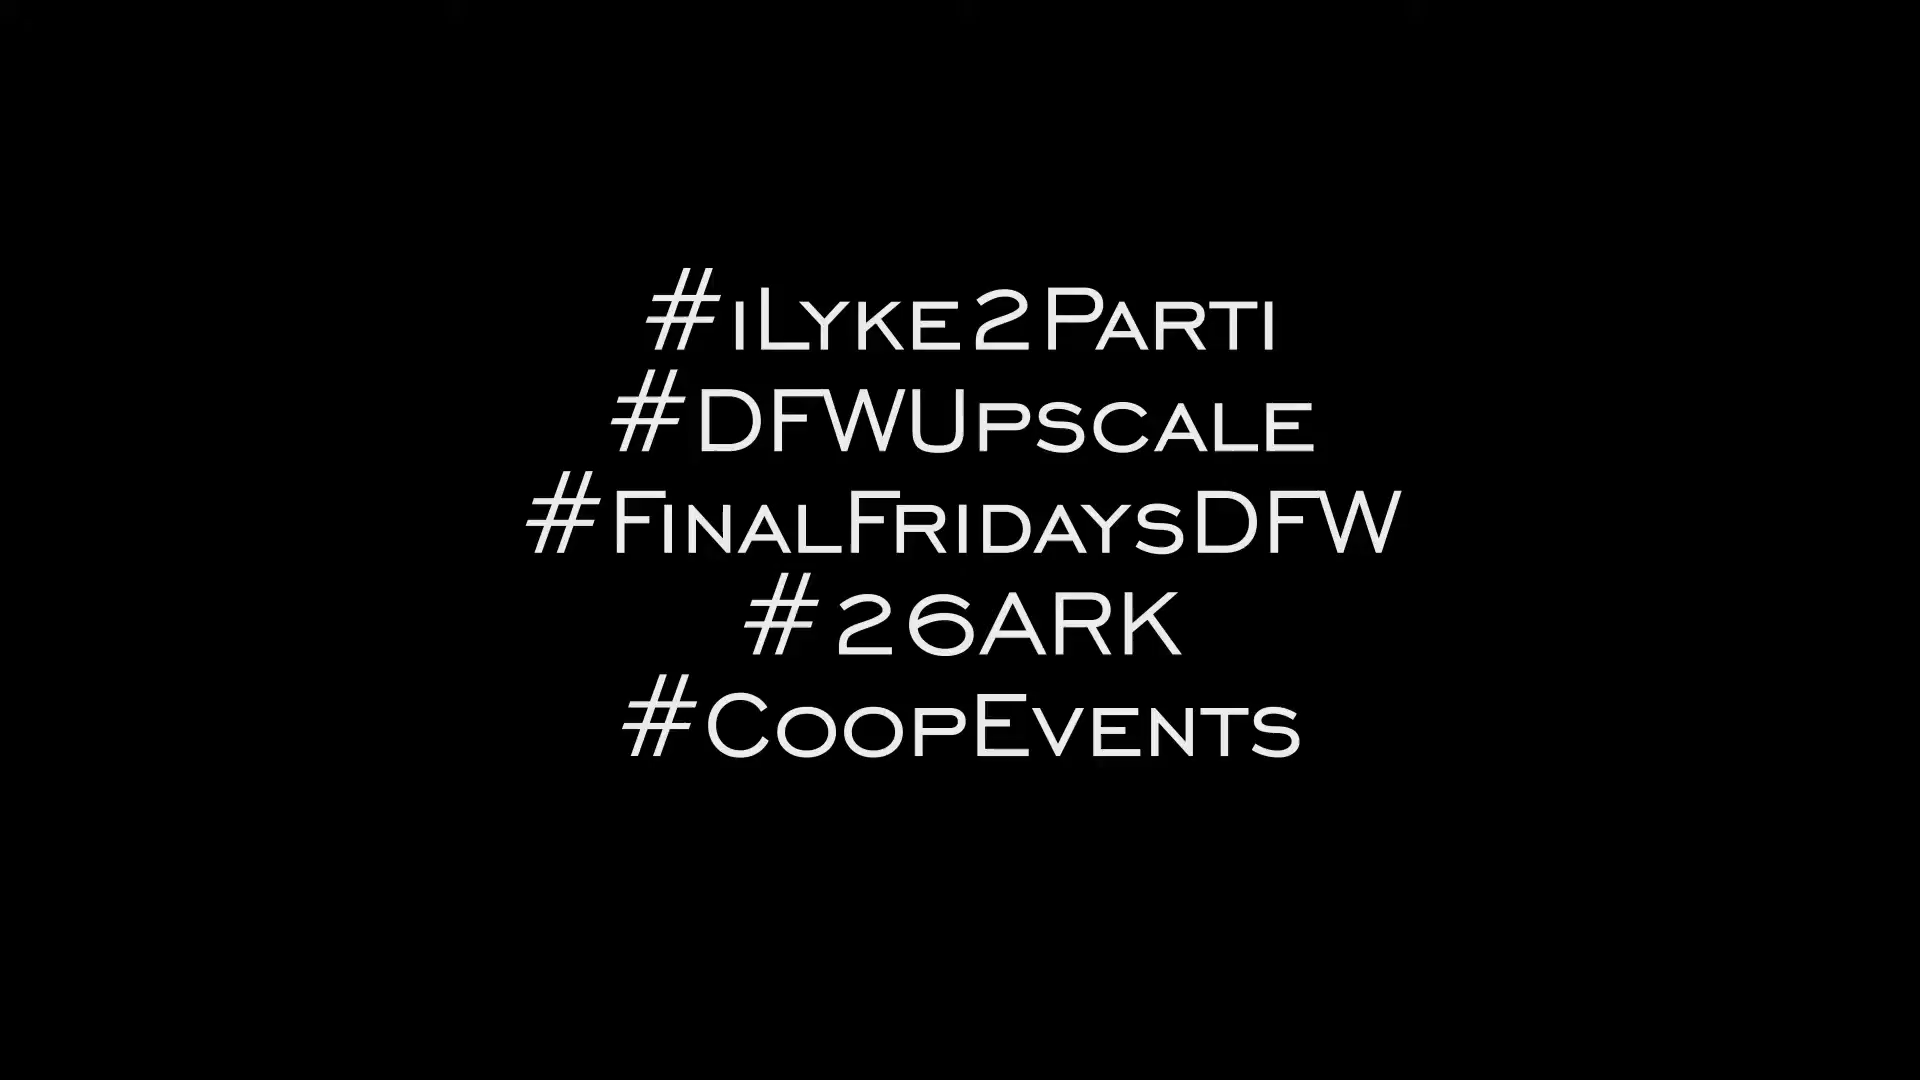 #iLyke2Parti
#DFWUpscale
#FinalFridaysDFW
#26ARK
#CoopEvents